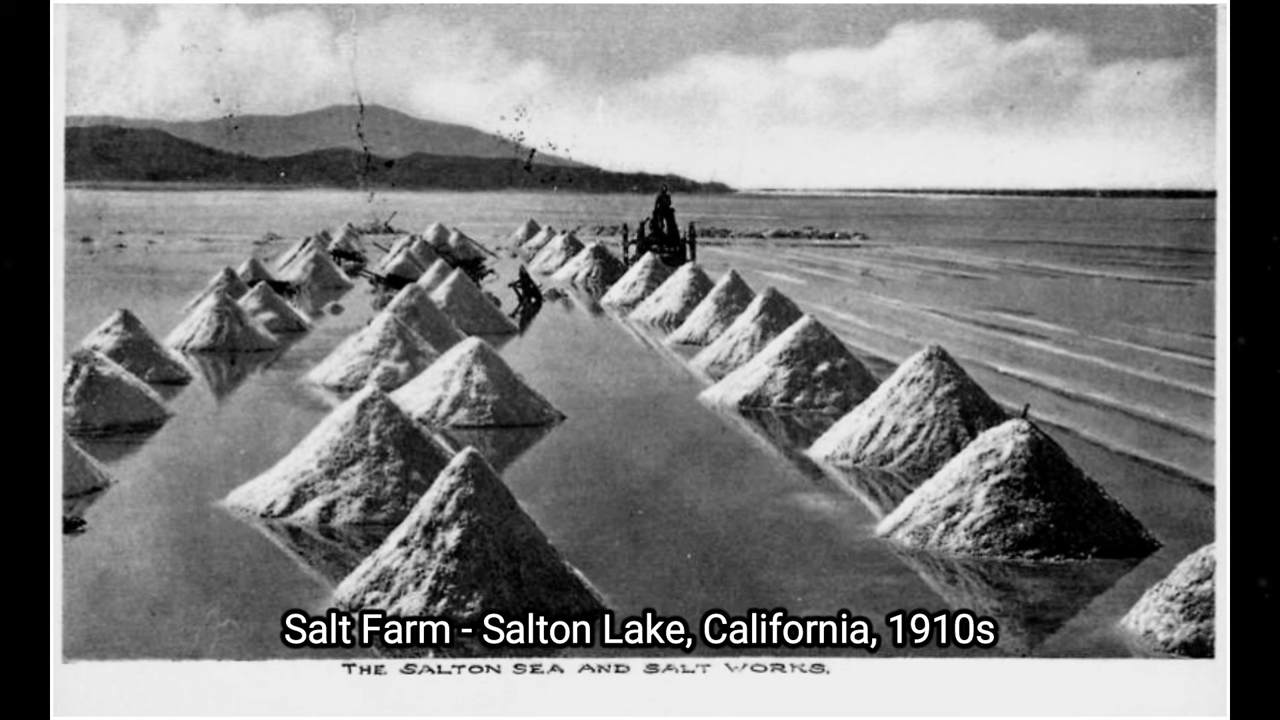 Salt Farm - Salton Lake, California, 1910s
THE SALTON SEA AND SALT WORKS.